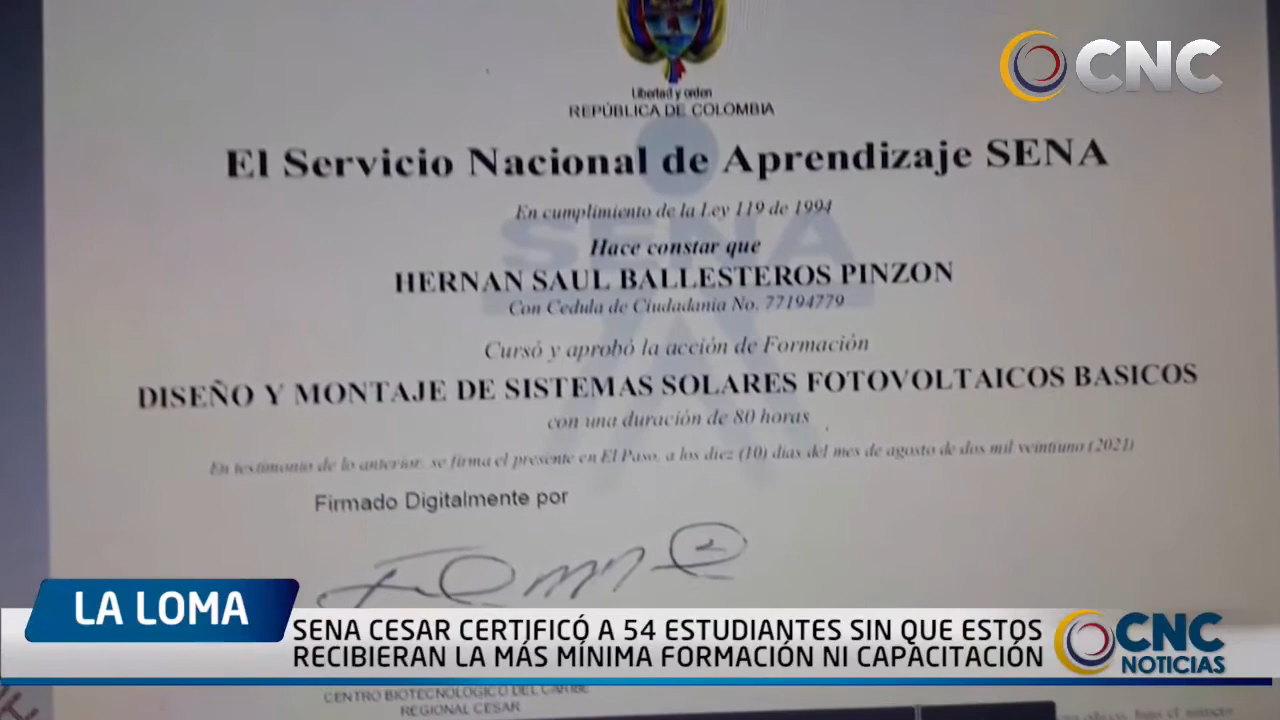 CNC
Libertad y orden
REPÚBLICA DE COLOMBIA
El Servicio Nacional de Aprendizaje SENA
En cumplimiento de la Ley 119 de 1994
SENA
Hace constar que
HERNAN SAUL BALLESTEROS PINZON
Con Cedula de Ciudadania No. 77194779
Cursó y aprobó la acción de Formación
DISEÑO Y MONTAJE DE SISTEMAS SOLARES FOTOVOLTAICOS BASICOS
con una duración de 80 horas
En testimonio de lo anterior, se firma el presente en El Paso, a los diez (10) días del mes de agosto de dos mil veintiuno (2021)
Firmado Digitalmente por
LA LOMA
SENA CESAR CERTIFICÓ A 54 ESTUDIANTES SIN QUE ESTOS
RECIBIERAN LA MÁS MÍNIMA FORMACIÓN NI CAPACITACIÓN
CNC
NOTICIAS
CENTRO BIOTECNOLOGICO DEL CARIBE
REGIONAL CESAR